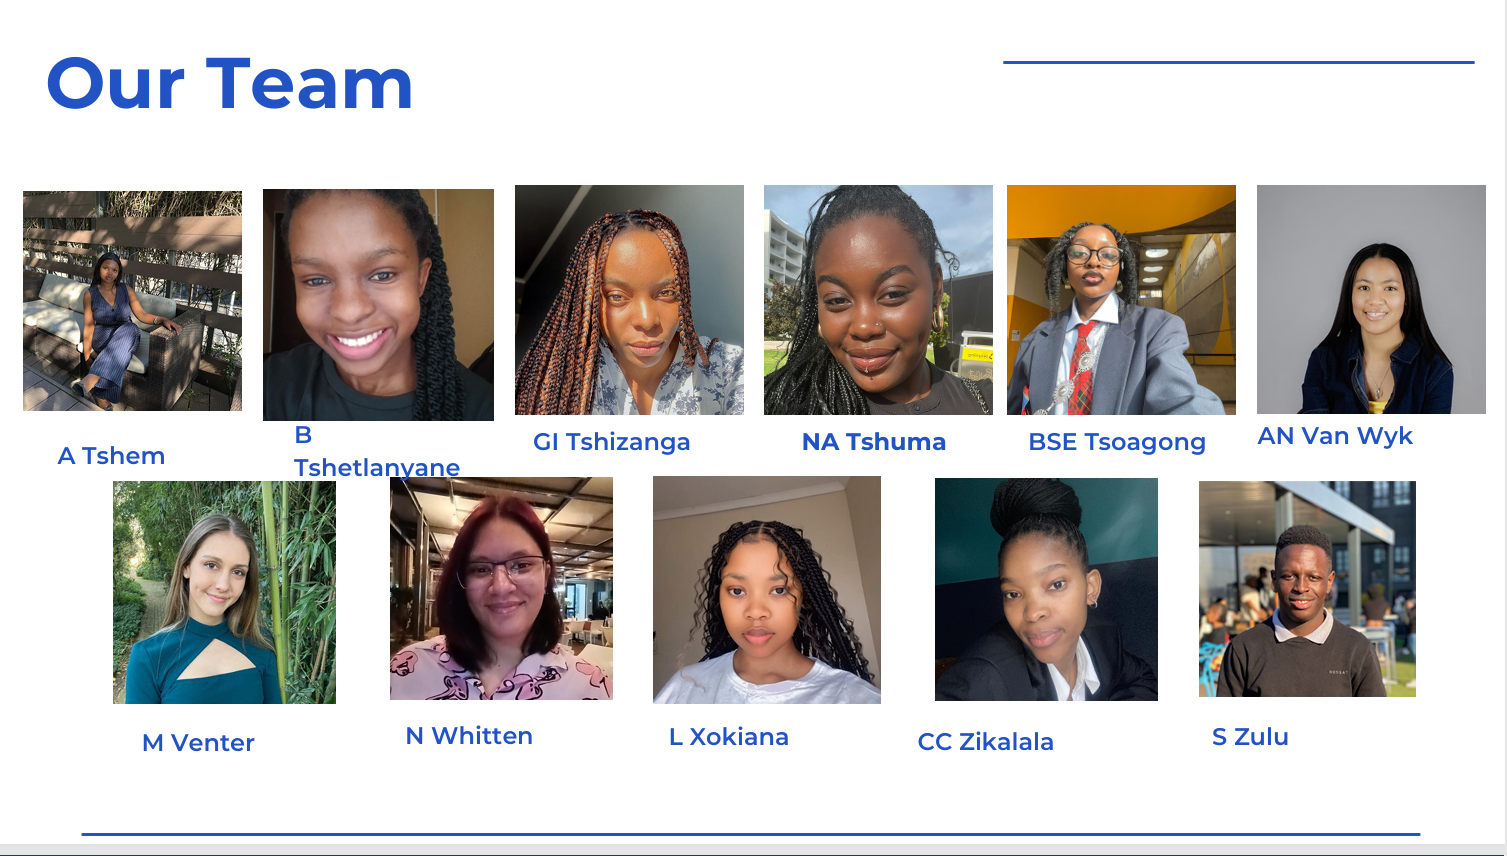 Our Team
A Tshem
B
Tshetlanyane
GI Tshizanga
NA Tshuma
BSE Tsoagong
AN Van Wyk
M Venter
N Whitten
L Xokiana
CC Zikalala
S Zulu